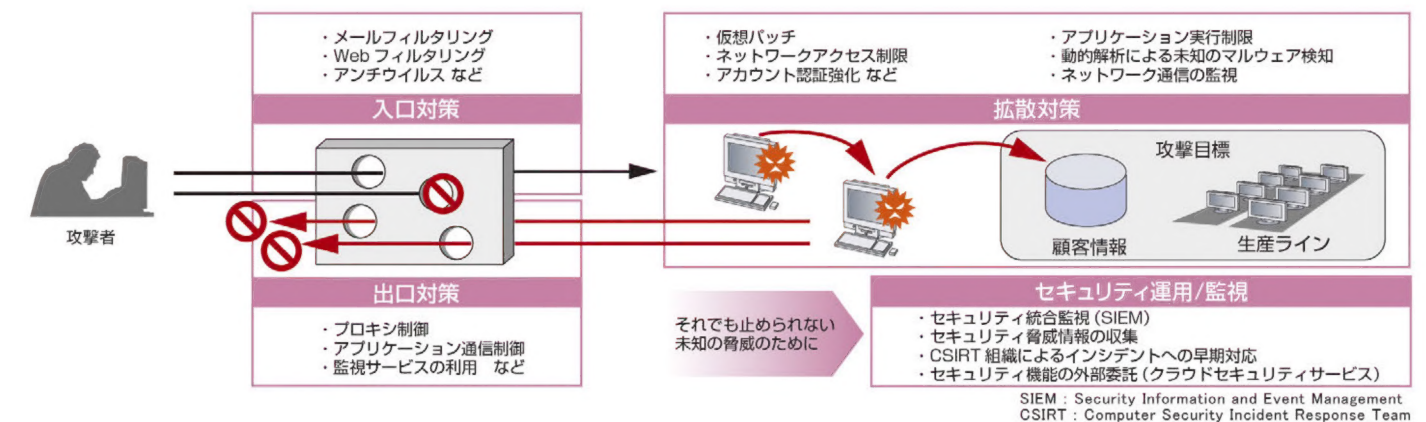 ・メールフィルタリング
・Web フィルタリング
・アンチウイルス など
入口対策
攻撃者
出口対策
・プロキシ制御
・アプリケーション通信制御
・監視サービスの利用　など
・仮想パッチ
・ネットワークアクセス制限
・アカウント認証強化 など
・アプリケーション実行制限
・動的解析による未知のマルウェア検知
・ネットワーク通信の監視
拡散対策
攻撃目標
顧客情報
生産ライン
それでも止められない
未知の脅威のために
セキュリティ運用/監視
・セキュリティ統合監視（SIEM）
・セキュリティ脅威情報の収集
・CSIRT 組織によるインシデントへの早期対応
・セキュリティ機能の外部委託（クラウドセキュリティサービス）
SIEM : Security Information and Event Management
CSIRT : Computer Security Incident Response Team